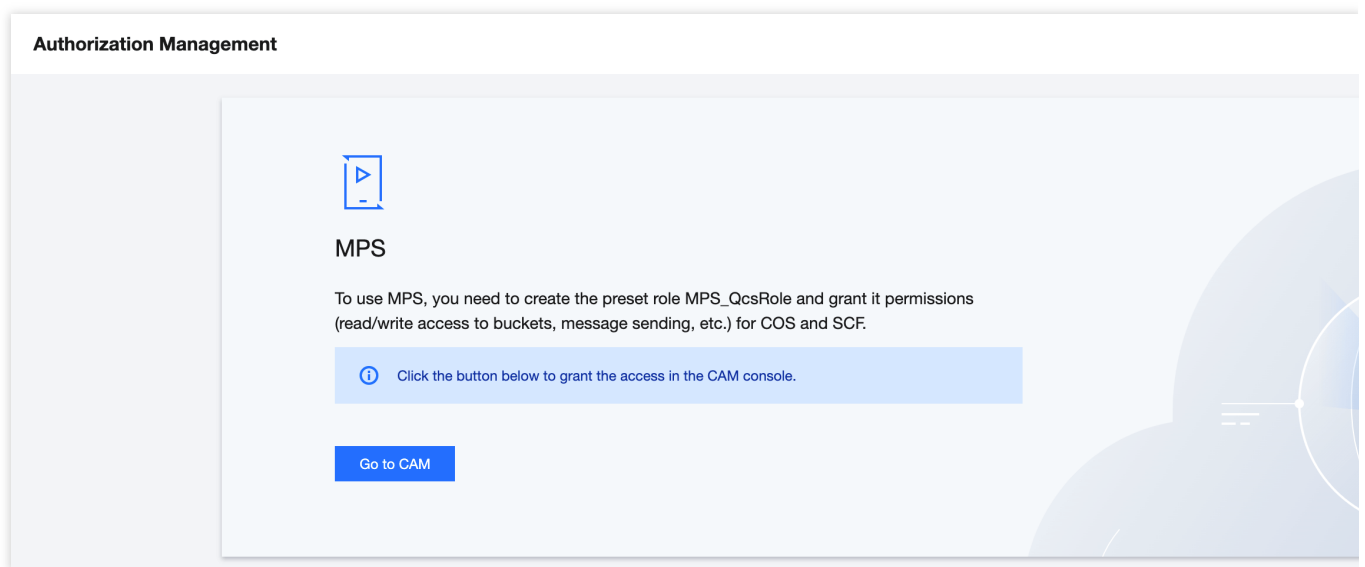 Authorization Management
MPS
To use MPS, you need to create the preset role MPS_QcsRole and grant it permissions
(read/write access to buckets, message sending, etc.) for COS and SCF.
Click the button below to grant the access in the CAM console.
Go to CAM